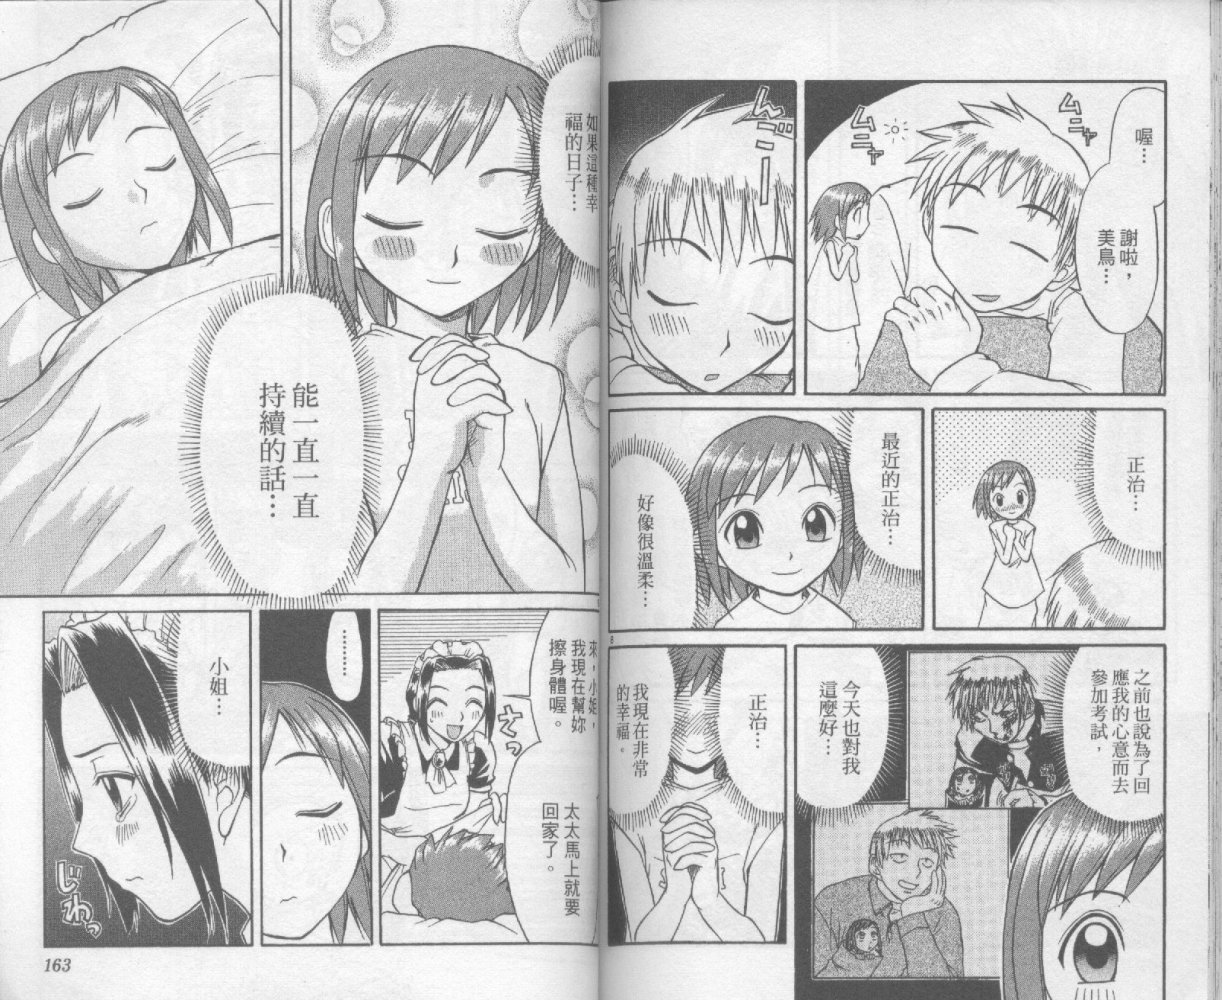 喔…
謝啦，
美鳥…
ムニャ
ムニャ
んごーい
正治…
最近的正治…
好像很溫柔…
之前也說為了回
應我的心意而去
參加考試，
今天也對我
這麼好…
正治…
我現在非常
的幸福。
如果這種幸
福的日子…
能一直一直
持續的話…
來，小姐，
我現在幫妳
擦身體喔。
太太馬上就要
回家了。
さっ
………
小姐…
じわっ
163